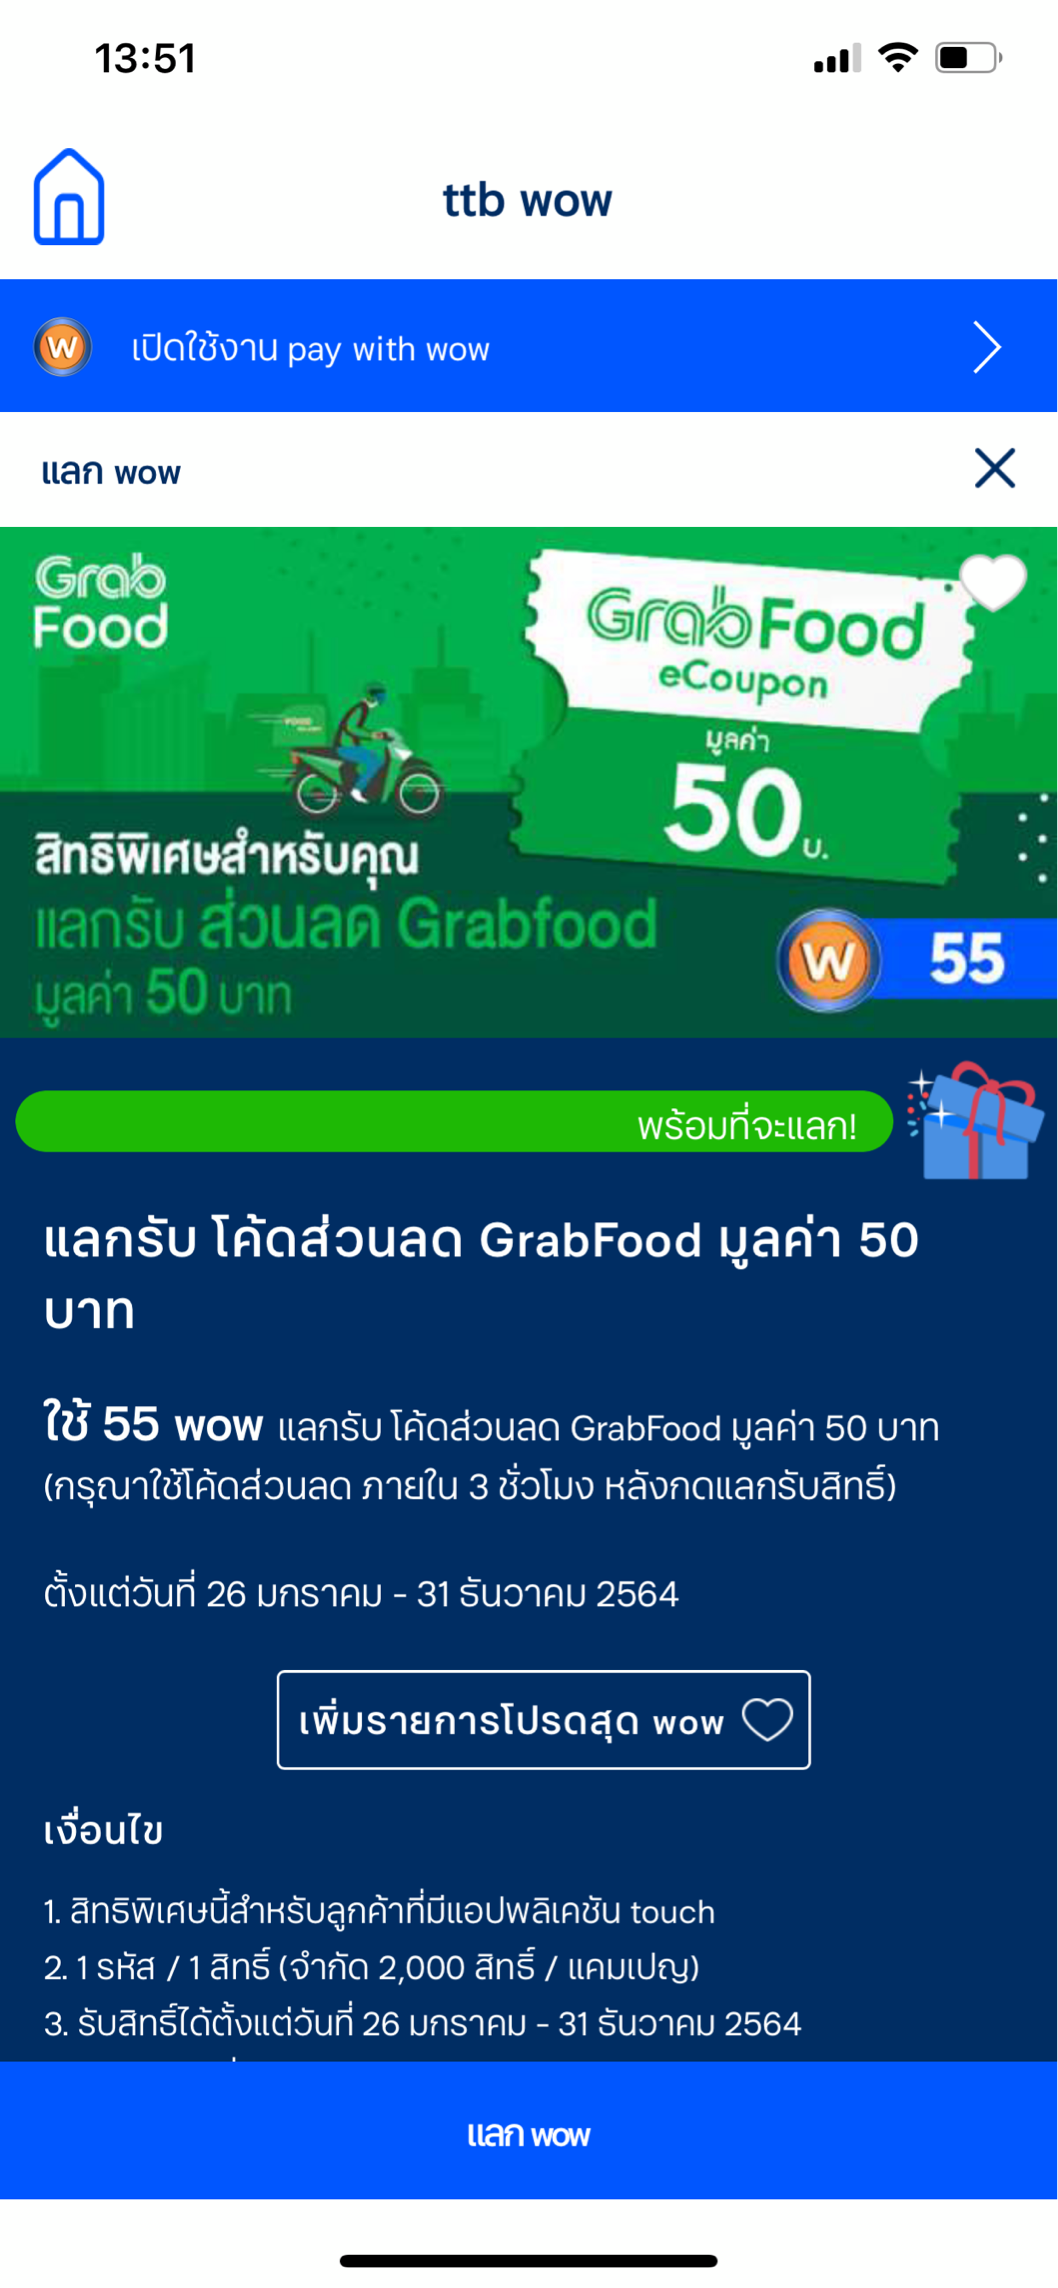 13:51
ttb wow
W
เปิดใช้งาน pay with wow
แลก wow
Grab
Food
GrabFood
eCoupon
มูลค่า
50 บ.
สิทธิพิเศษสำหรับคุณ
แลกรับ ส่วนลด Grabfood
มูลค่า 50 บาท
W 55
พร้อมที่จะแลก!
แลกรับ โค้ดส่วนลด GrabFood มูลค่า 50
บาท
ใช้ 55 wow แลกรับ โค้ดส่วนลด GrabFood มูลค่า 50 บาท
(กรุณาใช้โค้ดส่วนลด ภายใน 3 ชั่วโมง หลังกดแลกรับสิทธิ์)
ตั้งแต่วันที่ 26 มกราคม - 31 ธันวาคม 2564
เพิ่มรายการโปรดสุด wow
เงื่อนไข
1. สิทธิพิเศษนี้สำหรับลูกค้าที่มีแอปพลิเคชัน touch
2. 1 รหัส / 1 สิทธิ์ (จำกัด 2,000 สิทธิ์ / แคมเปญ)
3. รับสิทธิ์ได้ตั้งแต่วันที่ 26 มกราคม - 31 ธันวาคม 2564
แลก wow